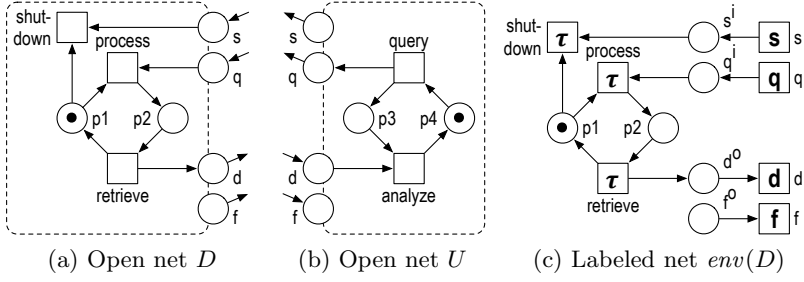 shut-
down
process
s
q
p1
p2
d
f
retrieve
(a) Open net D
s
query
q
p3
p4
d
f
analyze
(b) Open net U
shut-
down
τ
process
s^i
s
s
q^i
q
q
τ
p1
p2
τ
d^o
d
d
retrieve
f^o
f
f
(c) Labeled net env(D)